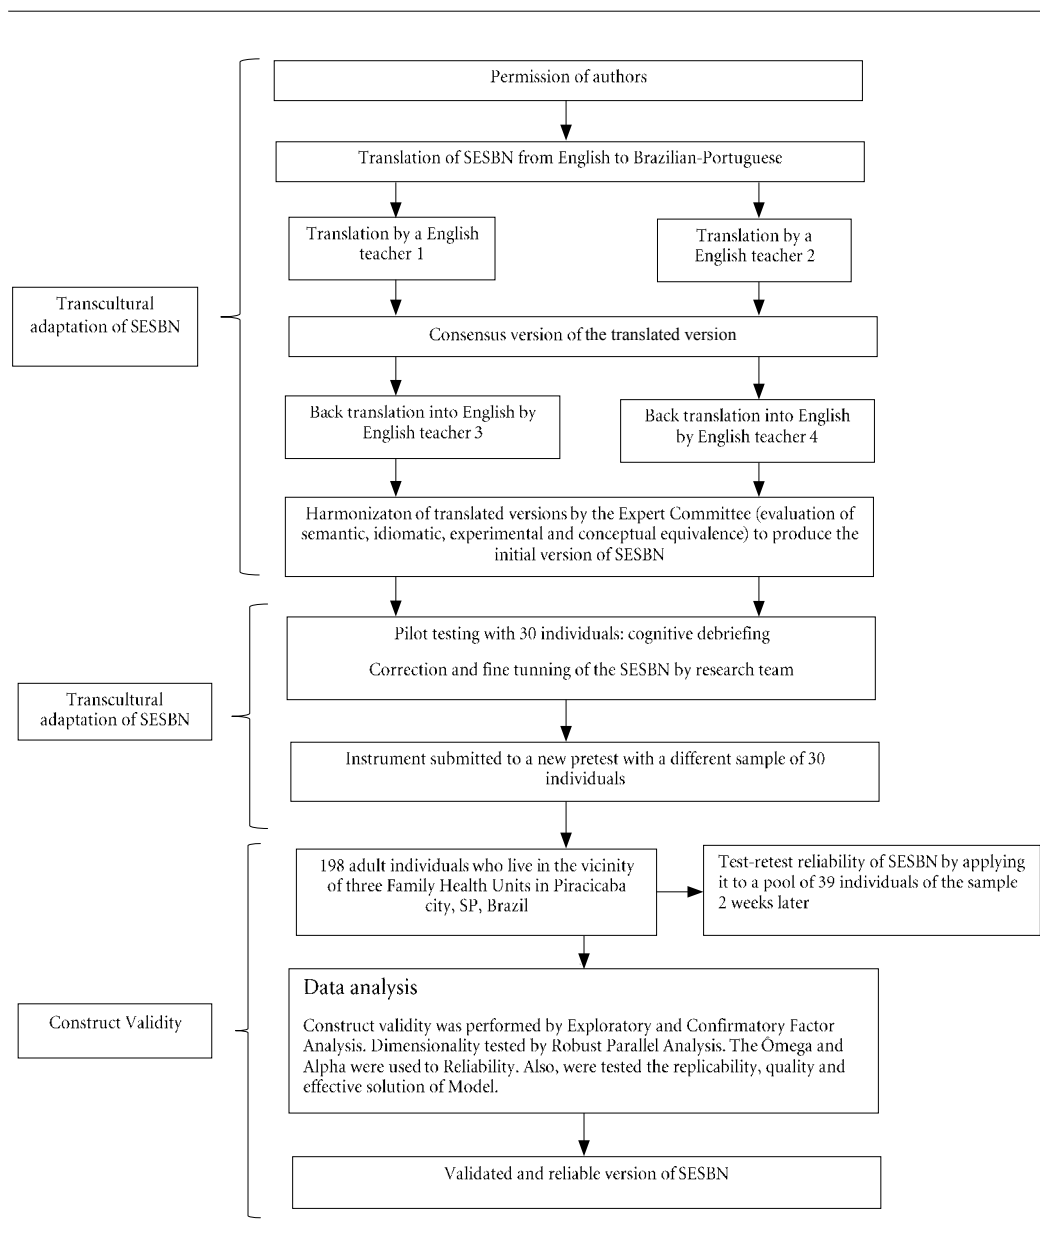 Permission of authors
Translation of SESBN from English to Brazilian-Portuguese
Translation by a English
teacher 1
Translation by a
English teacher 2
Transcultural
adaptation of SESBN
Consensus version of the translated version
Back translation into English by
English teacher 3
Back translation into English
by English teacher 4
Harmonizaton of translated versions by the Expert Committee (evaluation of
semantic, idiomatic, experimental and conceptual equivalence) to produce the
initial version of SESBN
Pilot testing with 30 individuals: cognitive debriefing
Correction and fine tunning of the SESBN by research team
Transcultural
adaptation of SESBN
Instrument submitted to a new pretest with a different sample of 30
individuals
198 adult individuals who live in the vicinity
of three Family Health Units in Piracicaba
city, SP, Brazil
Test-retest reliability of SESBN by applying
it to a pool of 39 individuals of the sample
2 weeks later
Construct Validity
Data analysis
Construct validity was performed by Exploratory and Confirmatory Factor
Analysis. Dimensionality tested by Robust Parallel Analysis. The Ômega and
Alpha were used to Reliability. Also, were tested the replicability, quality and
effective solution of Model.
Validated and reliable version of SESBN